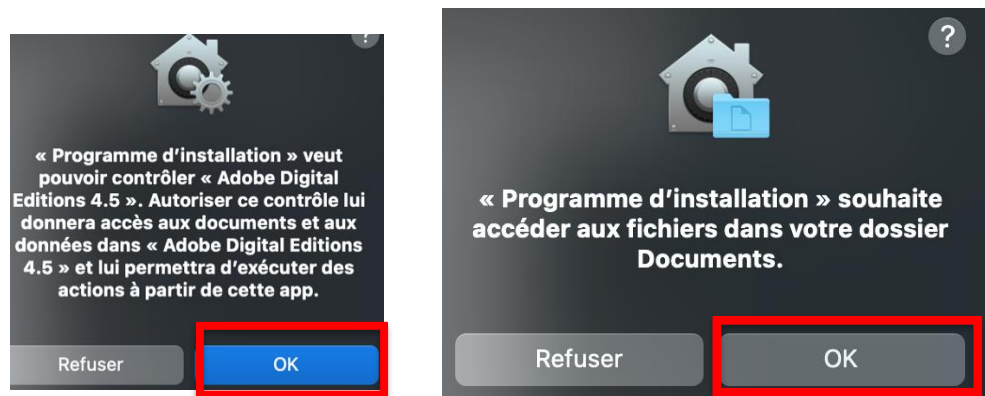 ?
« Programme d'installation » veut
pouvoir contrôler « Adobe Digital
Editions 4.5 ». Autoriser ce contrôle lui
donnera accès aux documents et aux
données dans « Adobe Digital Editions
4.5 » et lui permettra d'exécuter des
actions à partir de cette app.
Refuser
OK
?
« Programme d'installation » souhaite
accéder aux fichiers dans votre dossier
Documents.
Refuser
OK